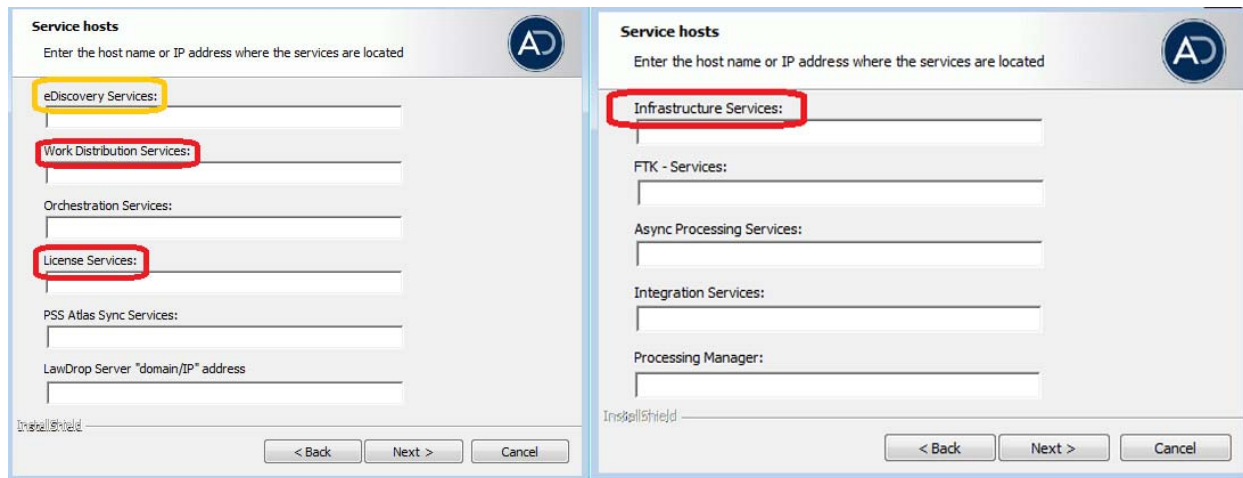 Service hosts
Enter the host name or IP address where the services are located
AD
eDiscovery Services:
Work Distribution Services:
Orchestration Services:
License Services:
PSS Atlas Sync Services:
LawDrop Server "domain/IP" address
InstallShield
< Back
Next >
Cancel
Service hosts
Enter the host name or IP address where the services are located
AD
Infrastructure Services:
FTK - Services:
Async Processing Services:
Integration Services:
Processing Manager:
InstallShield
< Back
Next >
Cancel